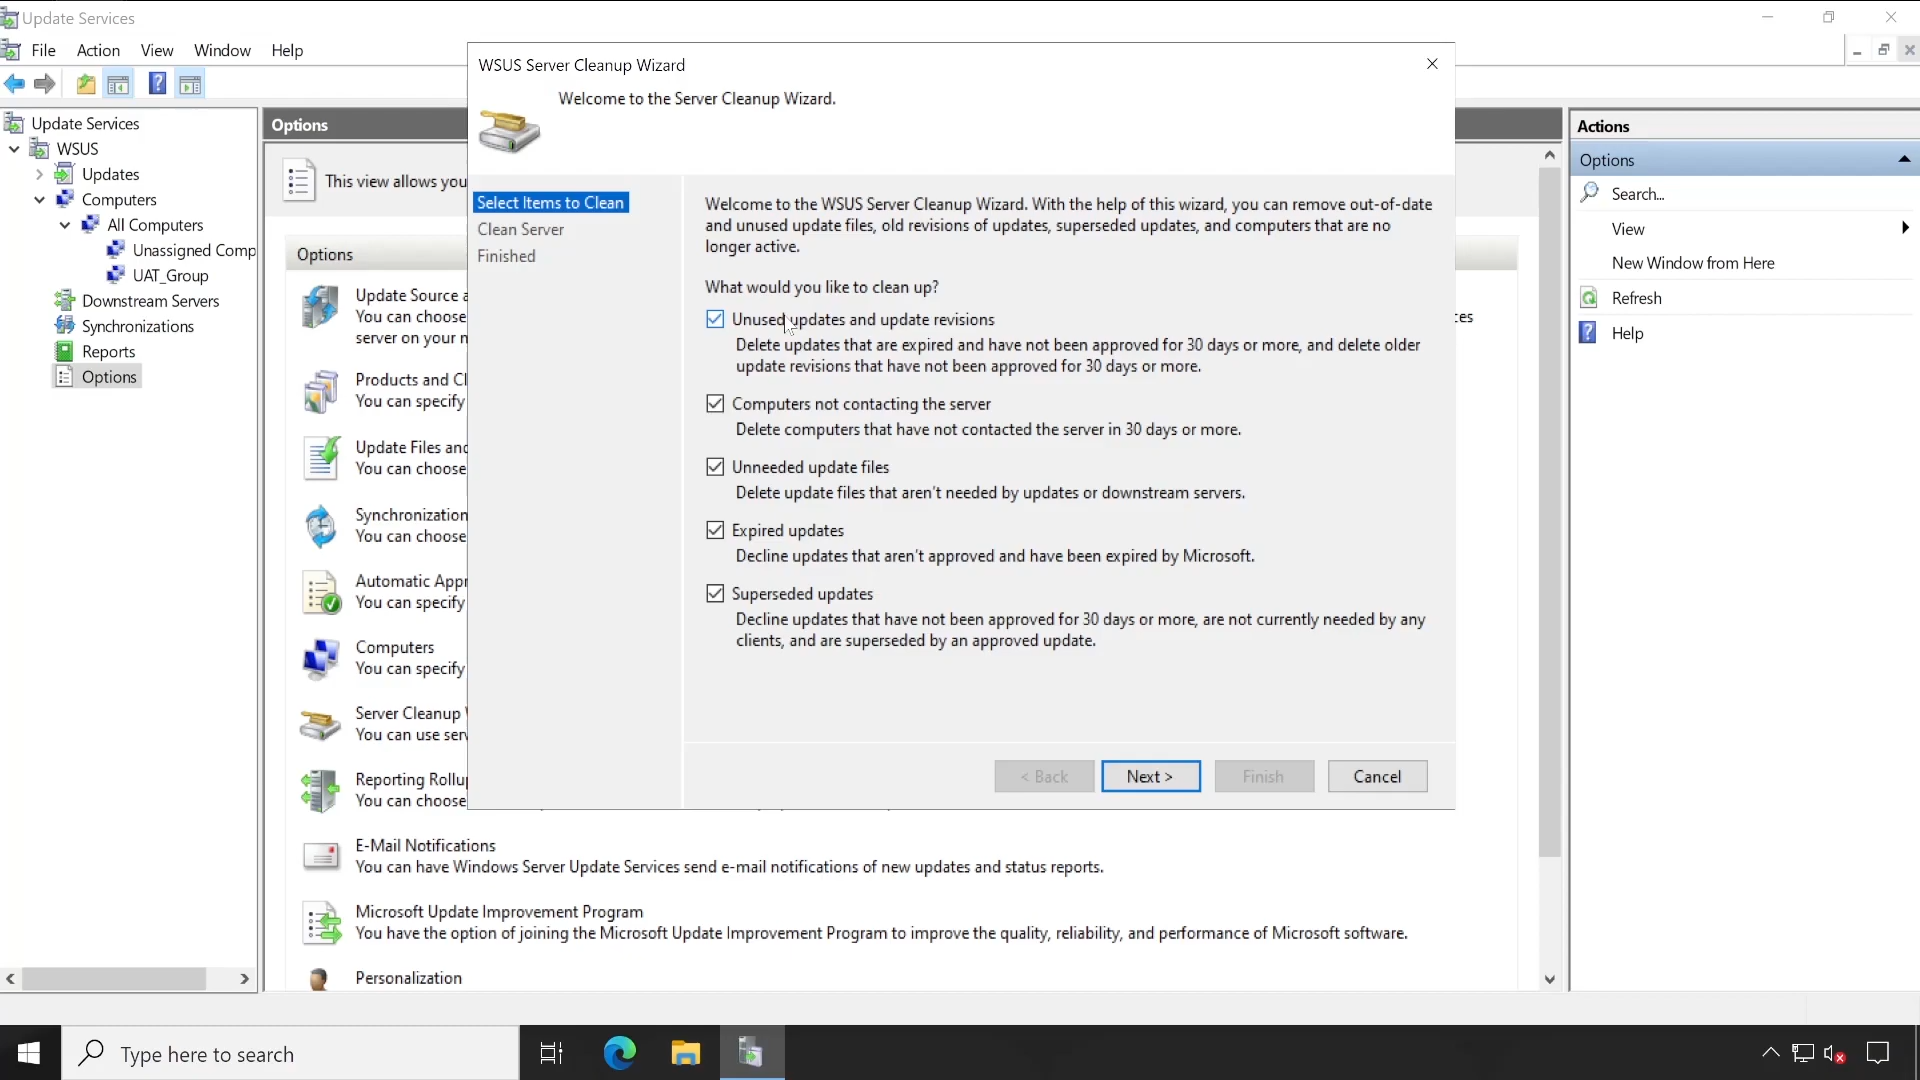 Update Services
File Action View Window Help
Update Services
WSUS
Updates
Computers
All Computers
Unassigned Comp
UAT_Group
Downstream Servers
Synchronizations
Reports
Options
Options
This view allows you
Options
Update Source a
You can choose
server on your n
ces
Products and Cl
You can specify
Update Files and
You can choose
Synchronization
You can choose
Automatic Appr
You can specify
Computers
You can specify
Server Cleanup
You can use serv
Reporting Rollup
You can choose
E-Mail Notifications
You can have Windows Server Update Services send e-mail notifications of new updates and status reports.
Microsoft Update Improvement Program
You have the option of joining the Microsoft Update Improvement Program to improve the quality, reliability, and performance of Microsoft software.
Personalization
WSUS Server Cleanup Wizard
Welcome to the Server Cleanup Wizard.
Select Items to Clean
Clean Server
Finished
Welcome to the WSUS Server Cleanup Wizard. With the help of this wizard, you can remove out-of-date
and unused update files, old revisions of updates, superseded updates, and computers that are no
longer active.
What would you like to clean up?
Unused updates and update revisions
Delete updates that are expired and have not been approved for 30 days or more, and delete older
update revisions that have not been approved for 30 days or more.
Computers not contacting the server
Delete computers that have not contacted the server in 30 days or more.
Unneeded update files
Delete update files that aren't needed by updates or downstream servers.
Expired updates
Decline updates that aren't approved and have been expired by Microsoft.
Superseded updates
Decline updates that have not been approved for 30 days or more, are not currently needed by any
clients, and are superseded by an approved update.
< Back Next > Finish Cancel
Actions
Options
Search...
View
New Window from Here
Refresh
Help
Type here to search